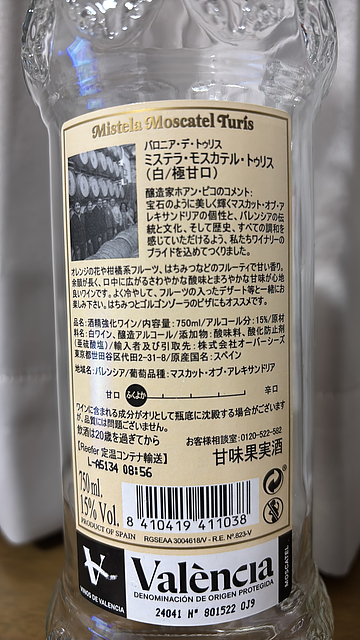 Mistela Moscatel Turís
バロニア・デ・トゥリス
ミステラ・モスカテル・トゥリス
(白/極甘口)
醸造家ホアン・ピコのコメント:
宝石のように美しく輝くマスカット・オブ・ア
レキサンドリアの個性と、バレンシアの伝
統と文化、そして歴史、すべての調和を
感じていただけるよう、私たちワイナリーの
プライドを込めてつくりました。
オレンジの花や柑橘系フルーツ、はちみつなどのフルーティで甘い香り。
余韻が長く、口中に広がるさわやかな酸味とまろやかな甘味が心地
良いワインです。よく冷やして、フルーツの入ったデザート等と一緒にお
楽しみ下さい。はちみつとゴルゴンゾーラのピザにもオススメです。
品名:酒精強化ワイン/内容量:750ml/アルコール分:15%/原材
料:白ワイン、醸造アルコール/添加物:酸味料、酸化防止剤
(亜硫酸塩)/輸入者及び引取先:株式会社オーバーシーズ
東京都世田谷区代田2-31-8/原産国名:スペイン
地域名:バレンシア/葡萄品種:マスカット・オブ・アレキサンドリア
甘口 ふくよか 辛口
ワインに含まれる成分がオリとして瓶底に沈殿する場合がございます
が、品質には問題ございません。
飲酒は20歳を過ぎてから
お客様相談室:0120-522-582
【Reefer 定温コンテナ輸送】
甘味果実酒
L-A5134 08:56
750ml.
15% Vol.
PRODUCT OF SPAIN
8 410419 411038
RGSEAA 3004618/V - R.E. Nº.823-V
VINOS DE VALENCIA
València
DENOMINACIÓN DE ORIGEN PROTEGIDA
MOSCATEL
24041 Nº 801522 0J9